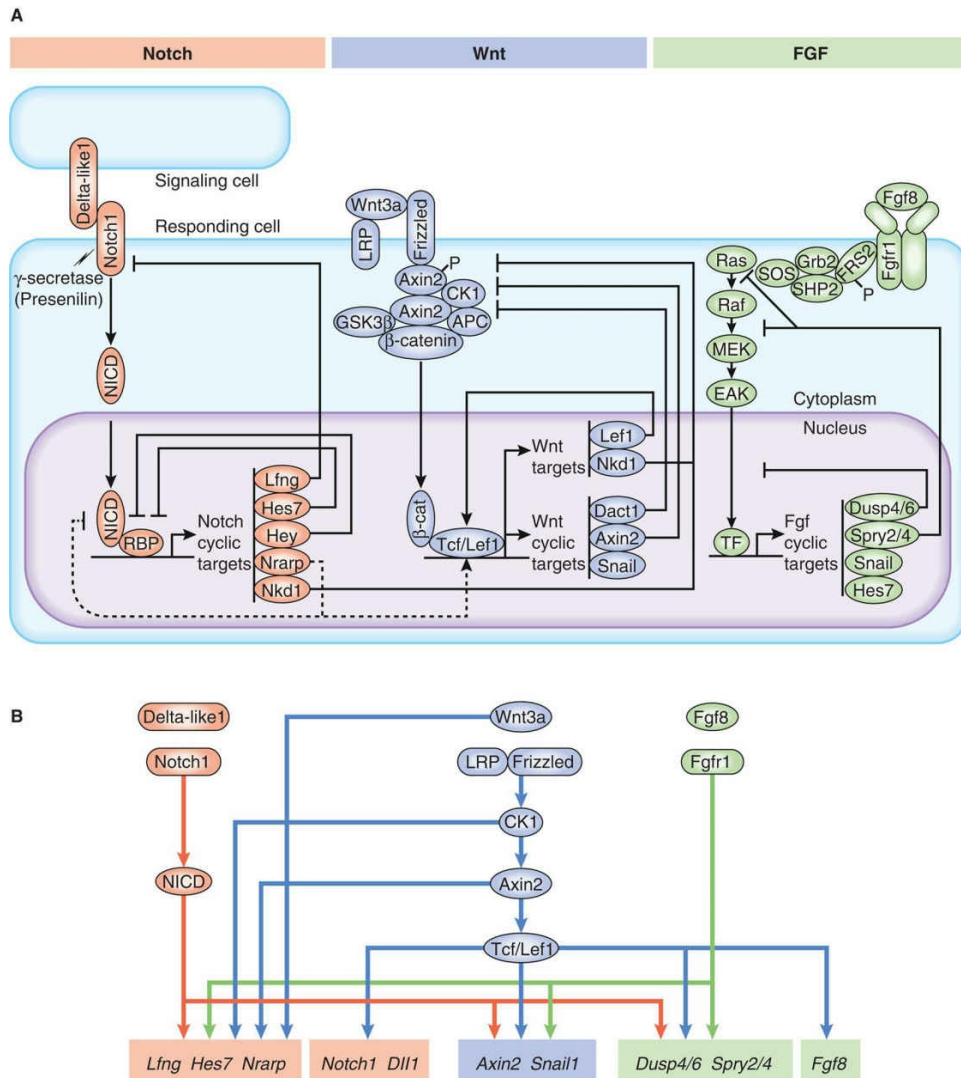 A
Notch
Wnt
FGF
Delta-like1
Signaling cell
Responding cell
Notch1
γ-secretase
(Presenilin)
NICD
NICD
RBP
Notch
cyclic
targets
Lfng
Hes7
Hey
Nrarp
Nkd1
Wnt3a
LRP
Frizzled
Axin2
P
CK1
Axin2
GSK3β
APC
β-catenin
β-cat
Tcf/Lef1
Wnt
targets
Lef1
Nkd1
Wnt
cyclic
targets
Dact1
Axin2
Snail
Fgf8
Fgfr1
FRS2
P
Grb2
SHP2
SOS
Ras
Raf
MEK
EAK
Cytoplasm
Nucleus
TF
Fgf
cyclic
targets
Dusp4/6
Spry2/4
Snail
Hes7
B
Delta-like1
Wnt3a
Fgf8
Notch1
LRP
Frizzled
Fgfr1
CK1
NICD
Axin2
Tcf/Lef1
Lfng Hes7 Nrarp
Notch1 Dll1
Axin2 Snail1
Dusp4/6 Spry2/4
Fgf8